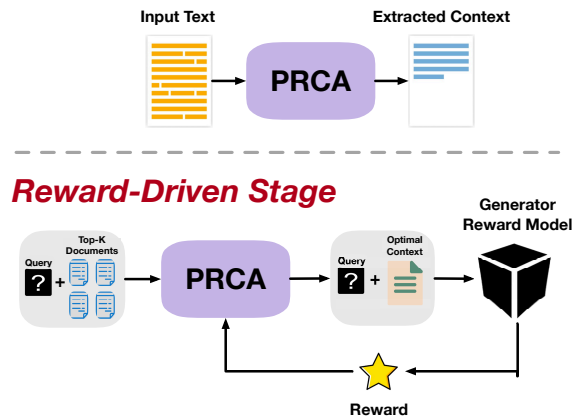 Input Text
Extracted Context
PRCA
Reward-Driven Stage
Generator
Reward Model
Top-K
Documents
Query
?
+
PRCA
Optimal
Context
Query
?
+
Reward